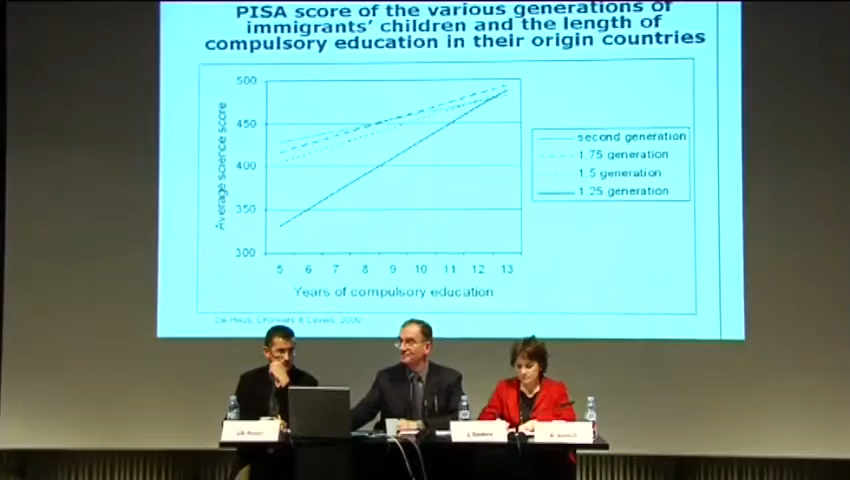 PISA score of the various generations of
immigrants' children and the length of
compulsory education in their origin countries
500
450
400
350
300
Average science score
5 6 7 8 9 10 11 12 13
Years of compulsory education
second generation
1.75 generation
1.5 generation
1.25 generation